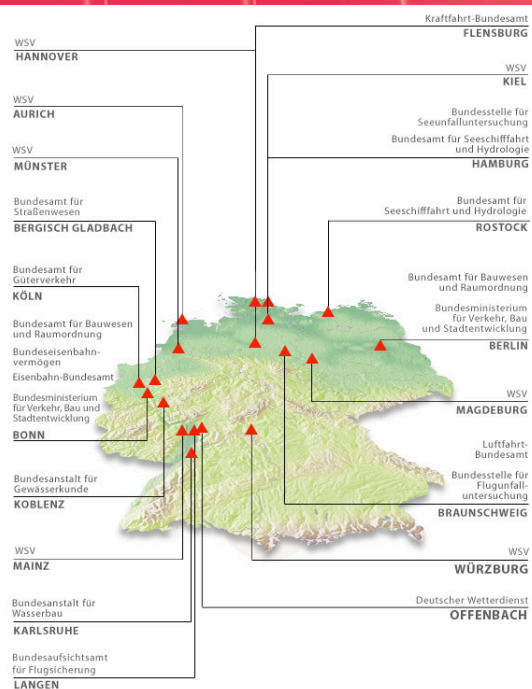 WSV
HANNOVER
WSV
AURICH
WSV
MÜNSTER
Bundesamt für
Straßenwesen
BERGISCH GLADBACH
Bundesamt für
Güterverkehr
KÖLN
Bundesamt für Bauwesen
und Raumordnung
Bundeseisenbahn-
vermögen
Eisenbahn-Bundesamt
Bundesministerium
für Verkehr, Bau und
Stadtentwicklung
BONN
Bundesanstalt für
Gewässerkunde
KOBLENZ
WSV
MAINZ
Bundesanstalt für
Wasserbau
KARLSRUHE
Bundesaufsichtsamt
für Flugsicherung
LANGEN
Kraftfahrt-Bundesamt
FLENSBURG
WSV
KIEL
Bundesstelle für
Seeunfalluntersuchung
Bundesamt für Seeschifffahrt
und Hydrologie
HAMBURG
Bundesamt für
Seeschifffahrt und Hydrologie
ROSTOCK
Bundesamt für Bauwesen
und Raumordnung
Bundesministerium
für Verkehr, Bau
und Stadtentwicklung
BERLIN
WSV
MAGDEBURG
Luftfahrt-
Bundesamt
Bundesstelle für
Flugunfall-
untersuchung
BRAUNSCHWEIG
WSV
WÜRZBURG
Deutscher Wetterdienst
OFFENBACH